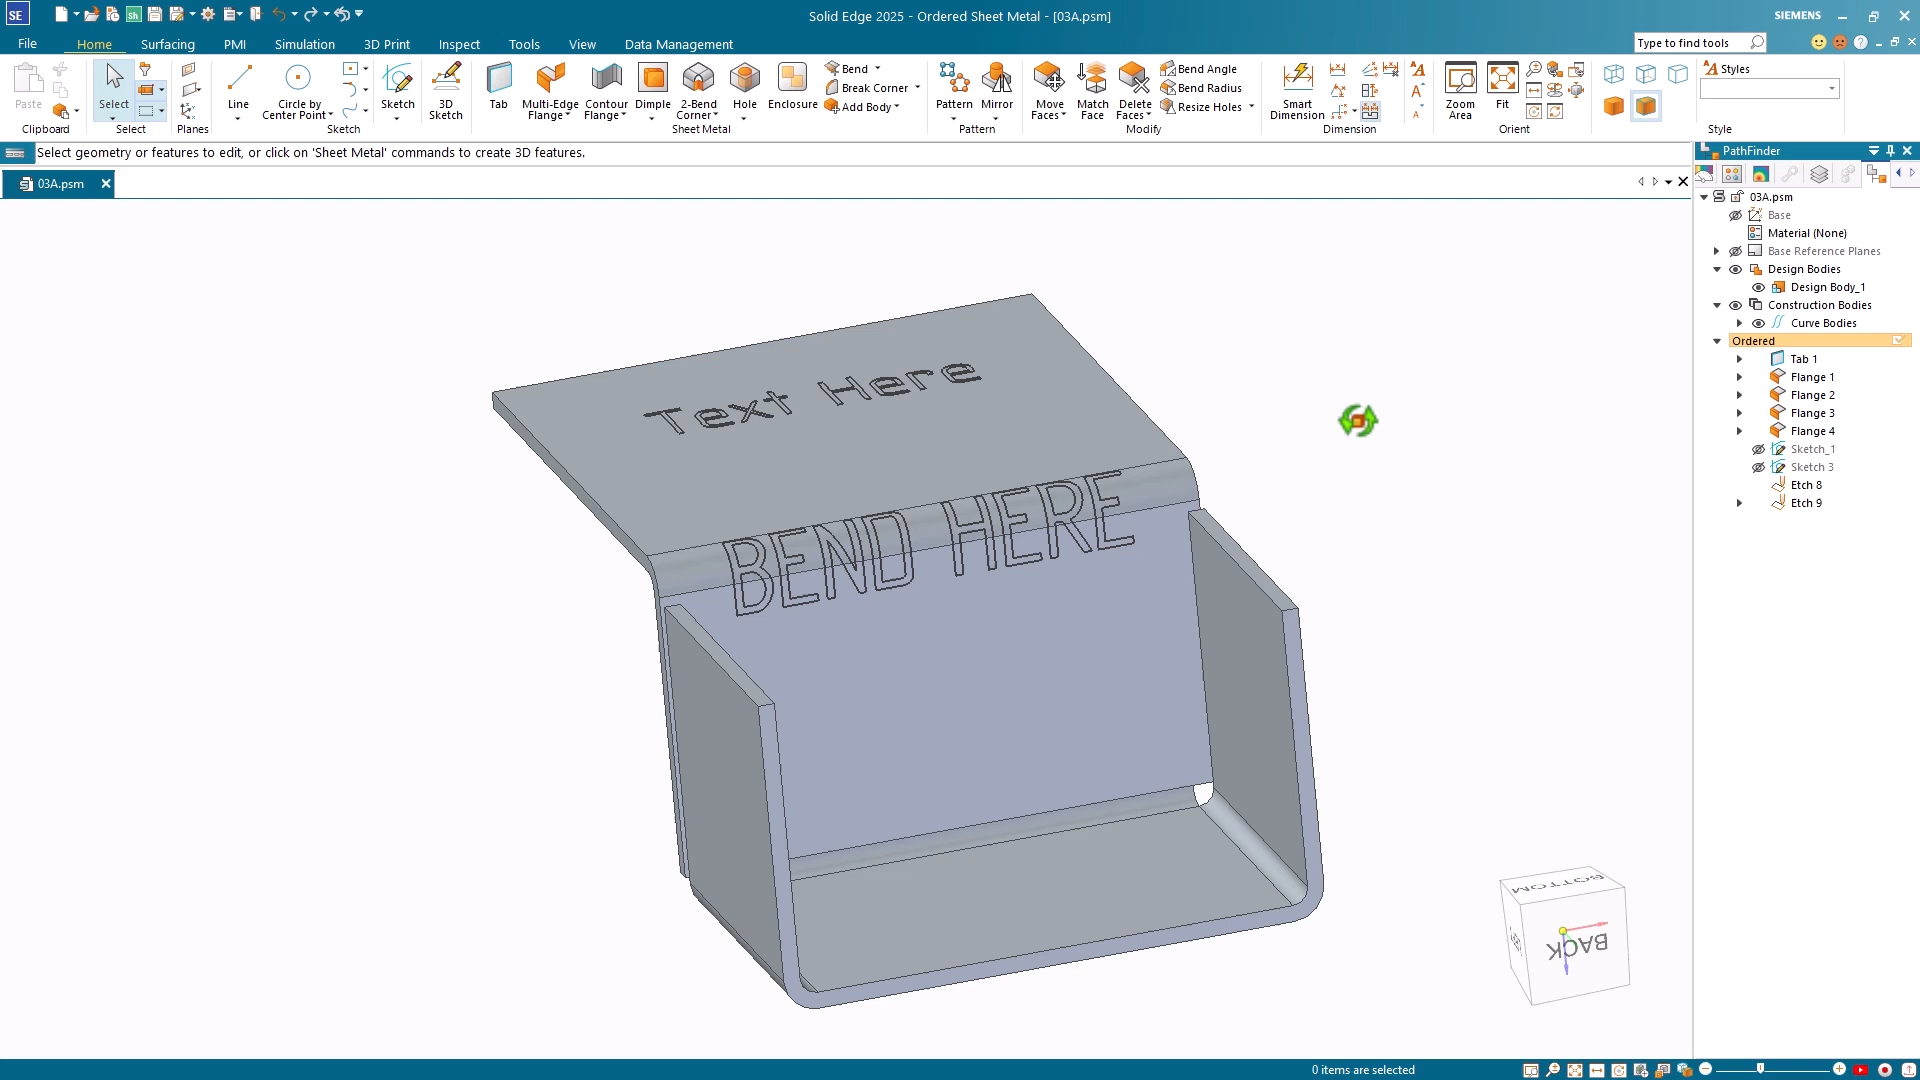 SE
Sh
Solid Edge 2025 - Ordered Sheet Metal - [03A.psm]
SIEMENS
File Home Surfacing PMI Simulation 3D Print Inspect Tools View Data Management
Type to find tools
Paste
Clipboard
Select
Select
Planes
Line
Circle by Center Point
Sketch
3D Sketch
Sketch
Tab
Multi-Edge Flange
Contour Flange
Dimple
2-Bend Corner
Hole
Enclosure
Bend
Break Corner
Add Body
Sheet Metal
Pattern
Mirror
Pattern
Move Faces
Match Face
Delete Faces
Bend Angle
Bend Radius
Resize Holes
Modify
Smart Dimension
Dimension
Zoom Area
Fit
Orient
Styles
Style
Select geometry or features to edit, or click on 'Sheet Metal' commands to create 3D features.
03A.psm
PathFinder
03A.psm
Base
Material (None)
Base Reference Planes
Design Bodies
Design Body_1
Construction Bodies
Curve Bodies
Ordered
Tab 1
Flange 1
Flange 2
Flange 3
Flange 4
Sketch_1
Sketch 3
Etch 8
Etch 9
Text Here
BEND HERE
BOTTOM
BACK
0 items are selected